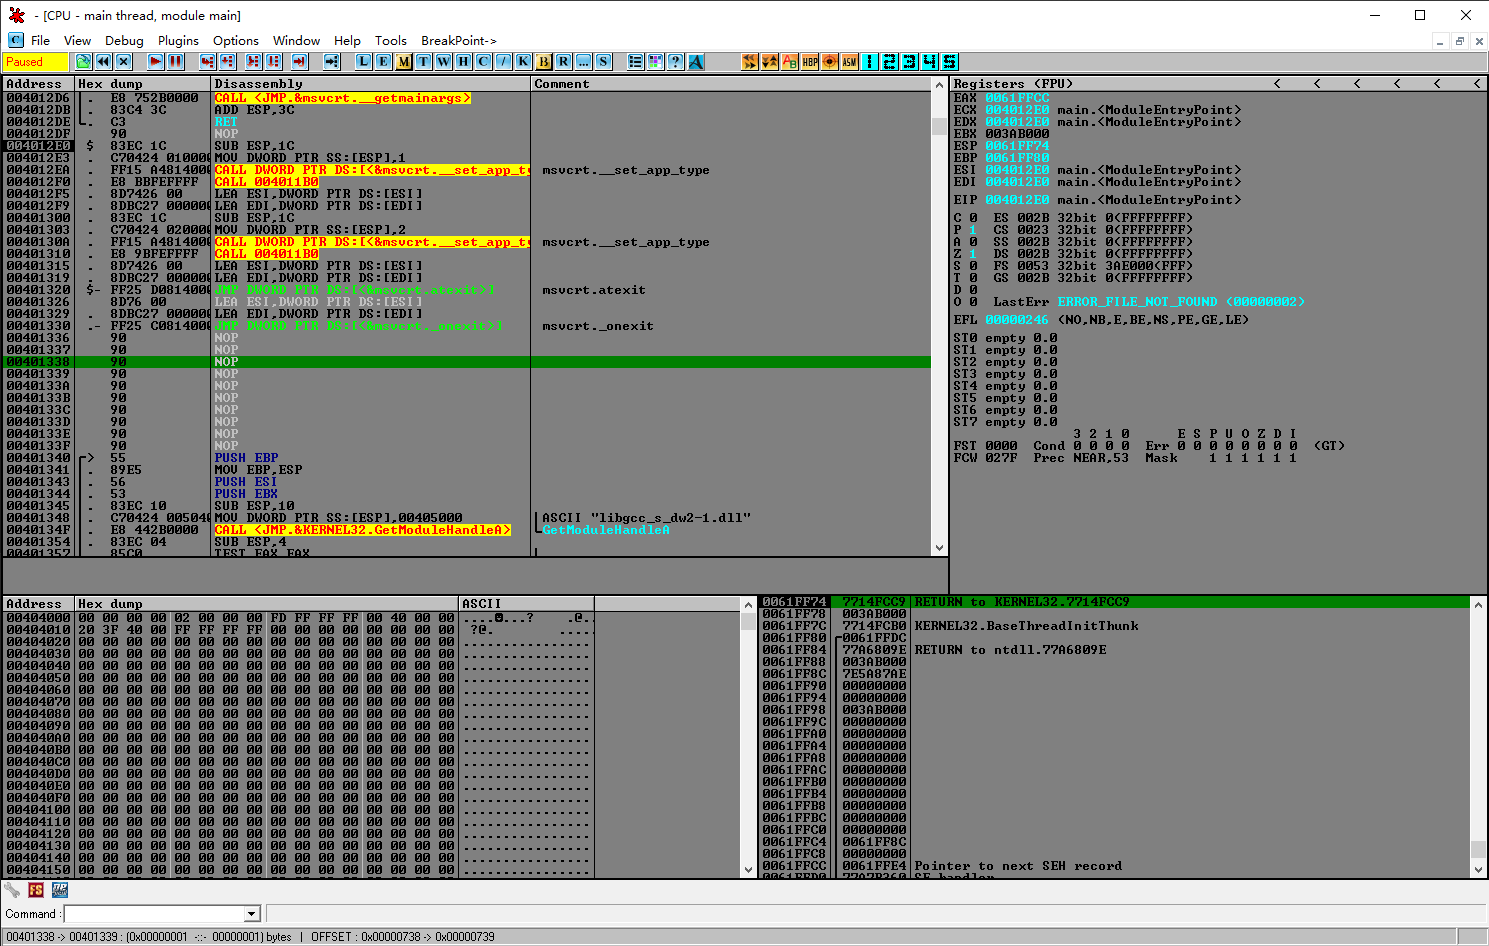 - [CPU - main thread, module main]
C File View Debug Plugins Options Window Help Tools BreakPoint->
Paused L E M T W H C / K B R ... S ? A HBP ASM 1 2 3 4 5
Address Hex dump Disassembly Comment
004012D6 . E8 752B0000 CALL <JMP.&msvcrt.__getmainargs>
004012DB . 83C4 3C ADD ESP,3C
004012DE . C3 RET
004012DF 90 NOP
004012E0 $ 83EC 1C SUB ESP,1C
004012E3 . C70424 010000 MOV DWORD PTR SS:[ESP],1
004012EA . FF15 A4814000 CALL DWORD PTR DS:[<&msvcrt.__set_app_ty msvcrt.__set_app_type
004012F0 . E8 BBFEFFFF CALL 004011B0
004012F5 . 8D7426 00 LEA ESI,DWORD PTR DS:[ESI]
004012F9 . 8DBC27 000000 LEA EDI,DWORD PTR DS:[EDI]
00401300 . 83EC 1C SUB ESP,1C
00401303 . C70424 020000 MOV DWORD PTR SS:[ESP],2
0040130A . FF15 A4814000 CALL DWORD PTR DS:[<&msvcrt.__set_app_ty msvcrt.__set_app_type
00401310 . E8 9BFEFFFF CALL 004011B0
00401315 . 8D7426 00 LEA ESI,DWORD PTR DS:[ESI]
00401319 . 8DBC27 000000 LEA EDI,DWORD PTR DS:[EDI]
00401320 $- FF25 D0814000 JMP DWORD PTR DS:[<&msvcrt.atexit>] msvcrt.atexit
00401326 8D76 00 LEA ESI,DWORD PTR DS:[ESI]
00401329 . 8DBC27 000000 LEA EDI,DWORD PTR DS:[EDI]
00401330 .- FF25 C0814000 JMP DWORD PTR DS:[<&msvcrt._onexit>] msvcrt._onexit
00401336 90 NOP
00401337 90 NOP
00401338 90 NOP
00401339 90 NOP
0040133A 90 NOP
0040133B 90 NOP
0040133C 90 NOP
0040133D 90 NOP
0040133E 90 NOP
0040133F 90 NOP
00401340 > 55 PUSH EBP
00401341 . 89E5 MOV EBP,ESP
00401343 . 56 PUSH ESI
00401344 . 53 PUSH EBX
00401345 . 83EC 10 SUB ESP,10
00401348 . C70424 005040 MOV DWORD PTR SS:[ESP],00405000 ASCII "libgcc_s_dw2-1.dll"
0040134F . E8 442B0000 CALL <JMP.&KERNEL32.GetModuleHandleA> GetModuleHandleA
00401354 . 83EC 04 SUB ESP,4
00401357 . 85C0 TEST EAX,EAX
Registers (FPU) < < < < < <
EAX 0061FFCC
ECX 004012E0 main.<ModuleEntryPoint>
EDX 004012E0 main.<ModuleEntryPoint>
EBX 003AB000
ESP 0061FF74
EBP 0061FF80
ESI 004012E0 main.<ModuleEntryPoint>
EDI 004012E0 main.<ModuleEntryPoint>
EIP 004012E0 main.<ModuleEntryPoint>
C 0 ES 002B 32bit 0(FFFFFFFF)
P 1 CS 0023 32bit 0(FFFFFFFF)
A 0 SS 002B 32bit 0(FFFFFFFF)
Z 1 DS 002B 32bit 0(FFFFFFFF)
S 0 FS 0053 32bit 3AE000(FFF)
T 0 GS 002B 32bit 0(FFFFFFFF)
D 0
O 0 LastErr ERROR_FILE_NOT_FOUND (00000002)
EFL 00000246 (NO,NB,E,BE,NS,PE,GE,LE)
ST0 empty 0.0
ST1 empty 0.0
ST2 empty 0.0
ST3 empty 0.0
ST4 empty 0.0
ST5 empty 0.0
ST6 empty 0.0
ST7 empty 0.0
3 2 1 0 E S P U O Z D I
FST 0000 Cond 0 0 0 0 Err 0 0 0 0 0 0 0 0 (GT)
FCW 027F Prec NEAR,53 Mask 1 1 1 1 1 1
Address Hex dump ASCII
00404000 00 00 00 00 02 00 00 00 FD FF FF FF 00 40 00 00 ....☻...? .@..
00404010 20 3F 40 00 FF FF FF FF 00 00 00 00 00 00 00 00 ?@. .....
00404020 00 00 00 00 00 00 00 00 00 00 00 00 00 00 00 00 ................
00404030 00 00 00 00 00 00 00 00 00 00 00 00 00 00 00 00 ................
00404040 00 00 00 00 00 00 00 00 00 00 00 00 00 00 00 00 ................
00404050 00 00 00 00 00 00 00 00 00 00 00 00 00 00 00 00 ................
00404060 00 00 00 00 00 00 00 00 00 00 00 00 00 00 00 00 ................
00404070 00 00 00 00 00 00 00 00 00 00 00 00 00 00 00 00 ................
00404080 00 00 00 00 00 00 00 00 00 00 00 00 00 00 00 00 ................
00404090 00 00 00 00 00 00 00 00 00 00 00 00 00 00 00 00 ................
004040A0 00 00 00 00 00 00 00 00 00 00 00 00 00 00 00 00 ................
004040B0 00 00 00 00 00 00 00 00 00 00 00 00 00 00 00 00 ................
004040C0 00 00 00 00 00 00 00 00 00 00 00 00 00 00 00 00 ................
004040D0 00 00 00 00 00 00 00 00 00 00 00 00 00 00 00 00 ................
004040E0 00 00 00 00 00 00 00 00 00 00 00 00 00 00 00 00 ................
004040F0 00 00 00 00 00 00 00 00 00 00 00 00 00 00 00 00 ................
00404100 00 00 00 00 00 00 00 00 00 00 00 00 00 00 00 00 ................
00404110 00 00 00 00 00 00 00 00 00 00 00 00 00 00 00 00 ................
00404120 00 00 00 00 00 00 00 00 00 00 00 00 00 00 00 00 ................
00404130 00 00 00 00 00 00 00 00 00 00 00 00 00 00 00 00 ................
00404140 00 00 00 00 00 00 00 00 00 00 00 00 00 00 00 00 ................
00404150 00 00 00 00 00 00 00 00 00 00 00 00 00 00 00 00 ................
0061FF74 7714FCC9 RETURN to KERNEL32.7714FCC9
0061FF78 003AB000
0061FF7C 7714FCB0 KERNEL32.BaseThreadInitThunk
0061FF80 0061FFDC
0061FF84 77A6809E RETURN to ntdll.77A6809E
0061FF88 003AB000
0061FF8C 7E5A87AE
0061FF90 00000000
0061FF94 00000000
0061FF98 003AB000
0061FF9C 00000000
0061FFA0 00000000
0061FFA4 00000000
0061FFA8 00000000
0061FFAC 00000000
0061FFB0 00000000
0061FFB4 00000000
0061FFB8 00000000
0061FFBC 00000000
0061FFC0 00000000
0061FFC4 0061FF8C
0061FFC8 00000000
0061FFCC 0061FFE4 Pointer to next SEH record
0061FFD0 77A7B360 SE handler
FS
Command :
00401338 -> 00401339 : (0x00000001 -::- 00000001) bytes | OFFSET : 0x00000738 -> 0x00000739